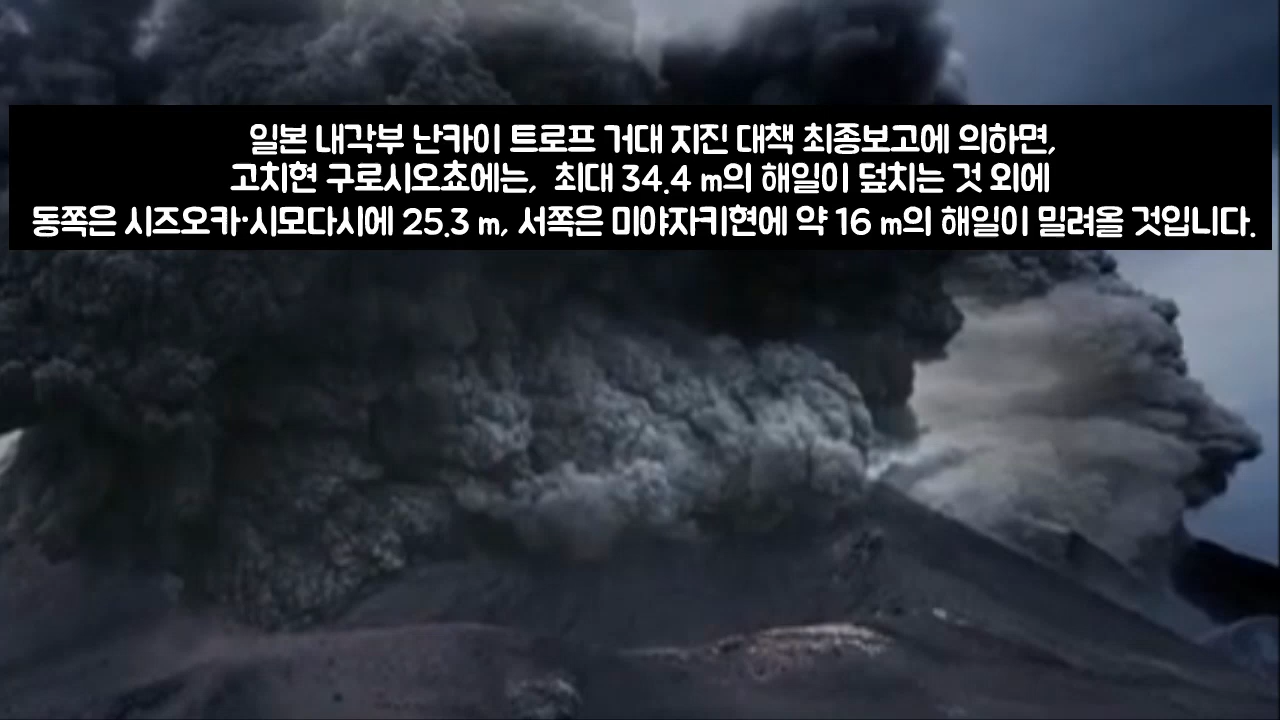 일본 내각부 난카이 트로프 거대 지진 대책 최종보고에 의하면,
고치현 구로시오쵸에는, 최대 34.4 m의 해일이 덮치는 것 외에
동쪽은 시즈오카·시모다시에 25.3 m, 서쪽은 미야자키현에 약 16 m의 해일이 밀려올 것입니다.